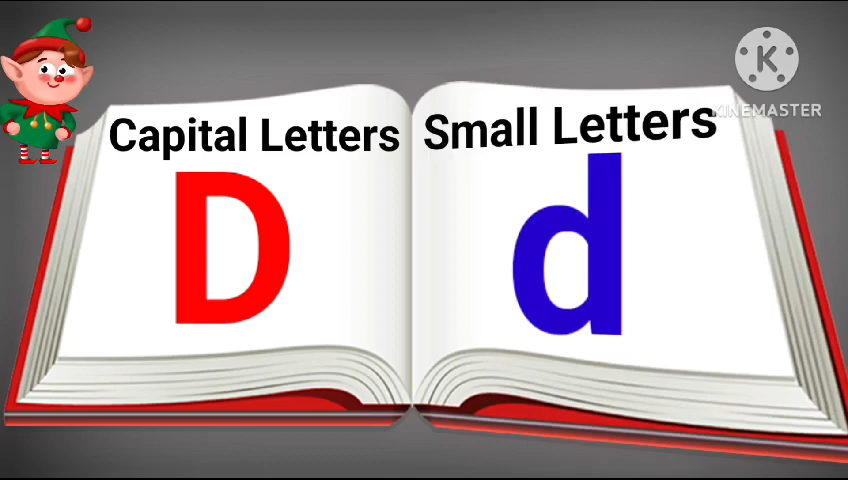 Capital Letters
D
Small Letters
d
K
KINEMASTER